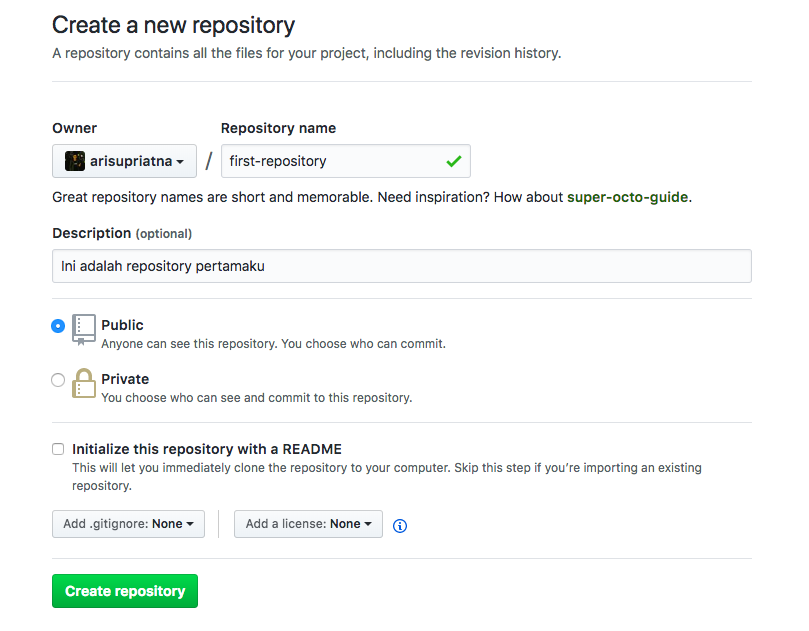 Create a new repository
A repository contains all the files for your project, including the revision history.
Owner
Repository name
arisupriatna / first-repository
Great repository names are short and memorable. Need inspiration? How about super-octo-guide.
Description (optional)
Ini adalah repository pertamaku
Public
Anyone can see this repository. You choose who can commit.
Private
You choose who can see and commit to this repository.
Initialize this repository with a README
This will let you immediately clone the repository to your computer. Skip this step if you’re importing an existing
repository.
Add .gitignore: None
Add a license: None
Create repository